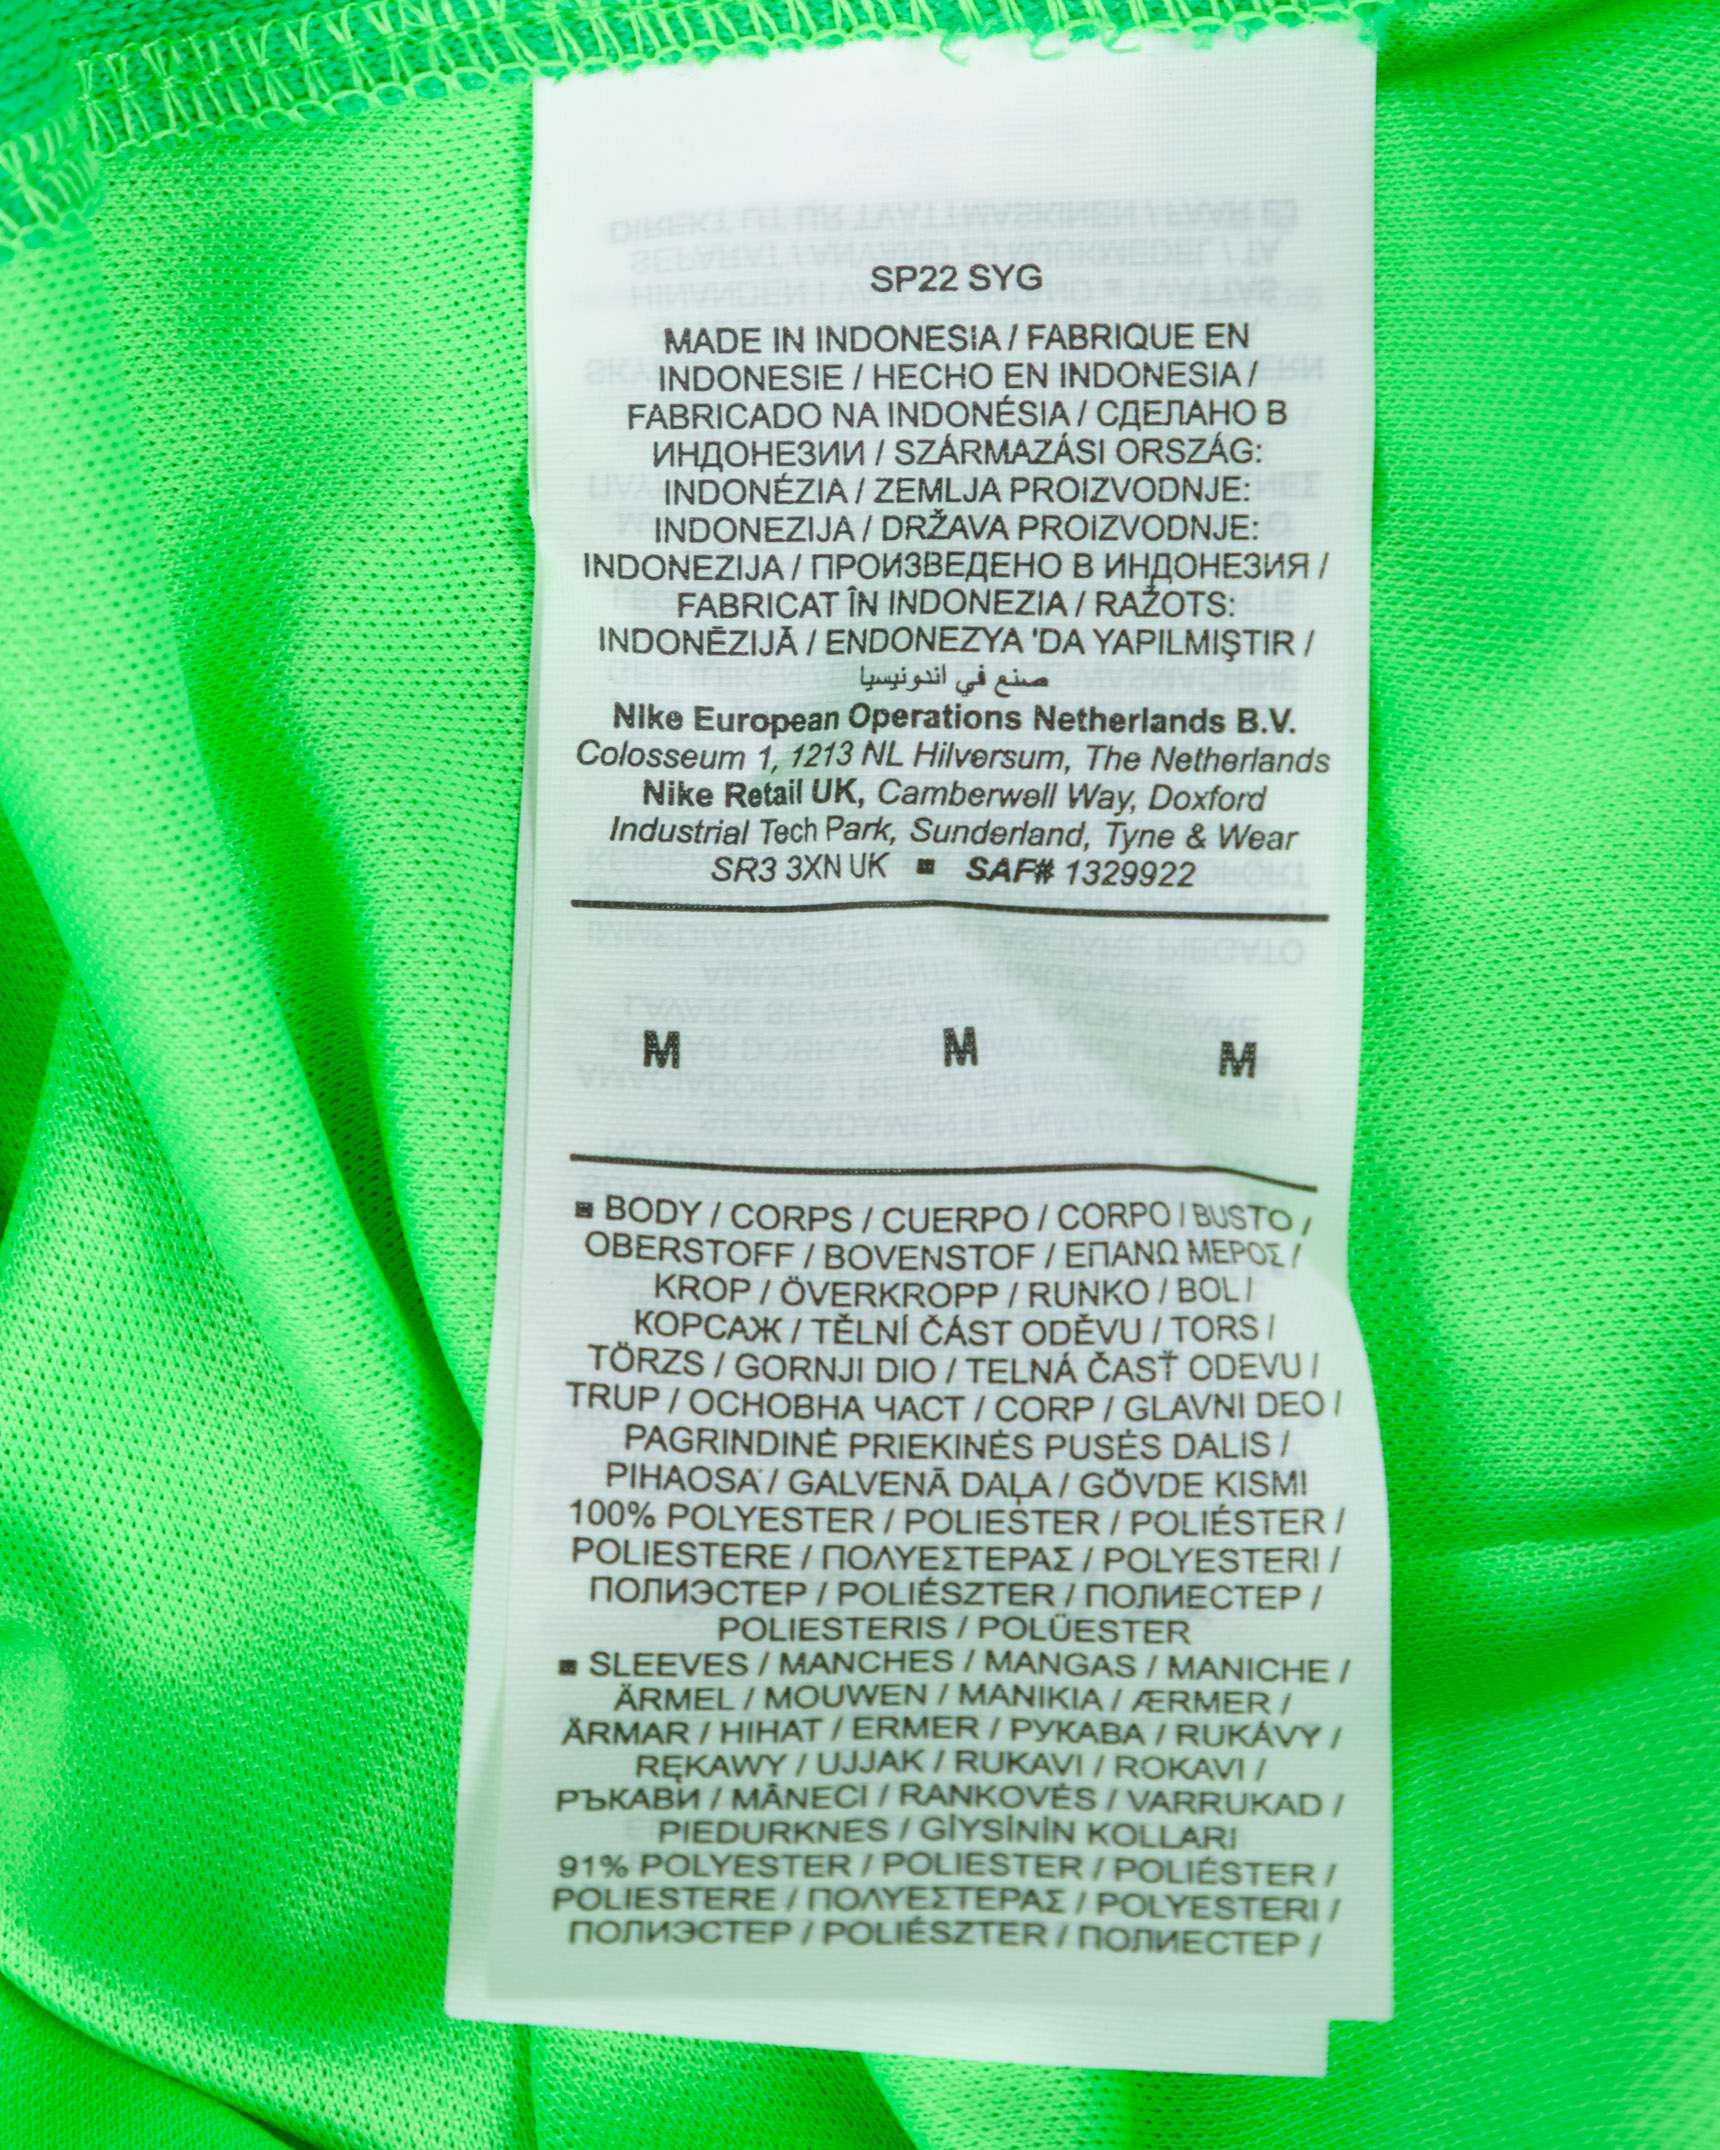 SP22 SYG
MADE IN INDONESIA / FABRIQUE EN
INDONESIE / HECHO EN INDONESIA /
FABRICADO NA INDONÉSIA / СДЕЛАНО В
ИНДОНЕЗИИ / SZÁRMAZÁSI ORSZÁG:
INDONÉZIA / ZEMLJA PROIZVODNJE:
INDONEZIJA / DRŽAVA PROIZVODNJE:
INDONEZIJA / ПРОИЗВЕДЕНО В ИНДОНЕЗИЯ /
FABRICAT ÎN INDONEZIA / RAŽOTS:
INDONĒZIJĀ / ENDONEZYA 'DA YAPILMIŞTIR /
صنع في اندونيسيا
Nike European Operations Netherlands B.V.
Colosseum 1, 1213 NL Hilversum, The Netherlands
Nike Retail UK, Camberwell Way, Doxford
Industrial Tech Park, Sunderland, Tyne & Wear
SR3 3XN UK ■ SAF# 1329922
M M M
■ BODY / CORPS / CUERPO / CORPO / BUSTO /
OBERSTOFF / BOVENSTOF / ΕΠΑΝΩ ΜΕΡΟΣ /
KROP / ÖVERKROPP / RUNKO / BOL /
КОРСАЖ / TĚLNÍ ČÁST ODĚVU / TORS /
TÖRZS / GORNJI DIO / TELNÁ ČASŤ ODEVU /
TRUP / ОСНОВНА ЧАСТ / CORP / GLAVNI DEO /
PAGRINDINĖ PRIEKINĖS PUSĖS DALIS /
PIHAOSA / GALVENĀ DAĻA / GÖVDE KISMI
100% POLYESTER / POLIESTER / POLIÉSTER /
POLIESTERE / ΠΟΛΥΕΣΤΕΡΑΣ / POLYESTERI /
ПОЛИЭСТЕР / POLIÉSZTER / ПОЛИЕСТЕР /
POLIESTERIS / POLÜESTER
■ SLEEVES / MANCHES / MANGAS / MANICHE /
ÄRMEL / MOUWEN / ΜΑΝΙΚΙΑ / ÆRMER /
ÄRMAR / HIHAT / ERMER / РУКАВА / RUKÁVY /
RĘKAWY / UJJAK / RUKAVI / ROKAVI /
РЪКАВИ / MÂNECI / RANKOVĖS / VARRUKAD /
PIEDURKNES / GİYSİNİN KOLLARI
91% POLYESTER / POLIESTER / POLIÉSTER /
POLIESTERE / ΠΟΛΥΕΣΤΕΡΑΣ / POLYESTERI /
ПОЛИЭСТЕР / POLIÉSZTER / ПОЛИЕСТЕР /